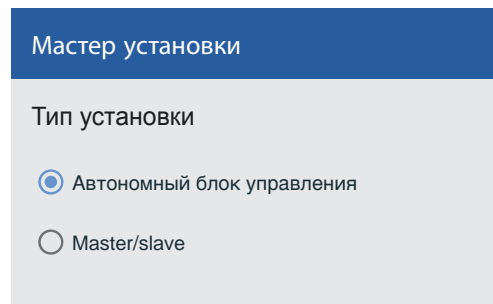 Мастер установки
Тип установки
Автономный блок управления
Master/slave